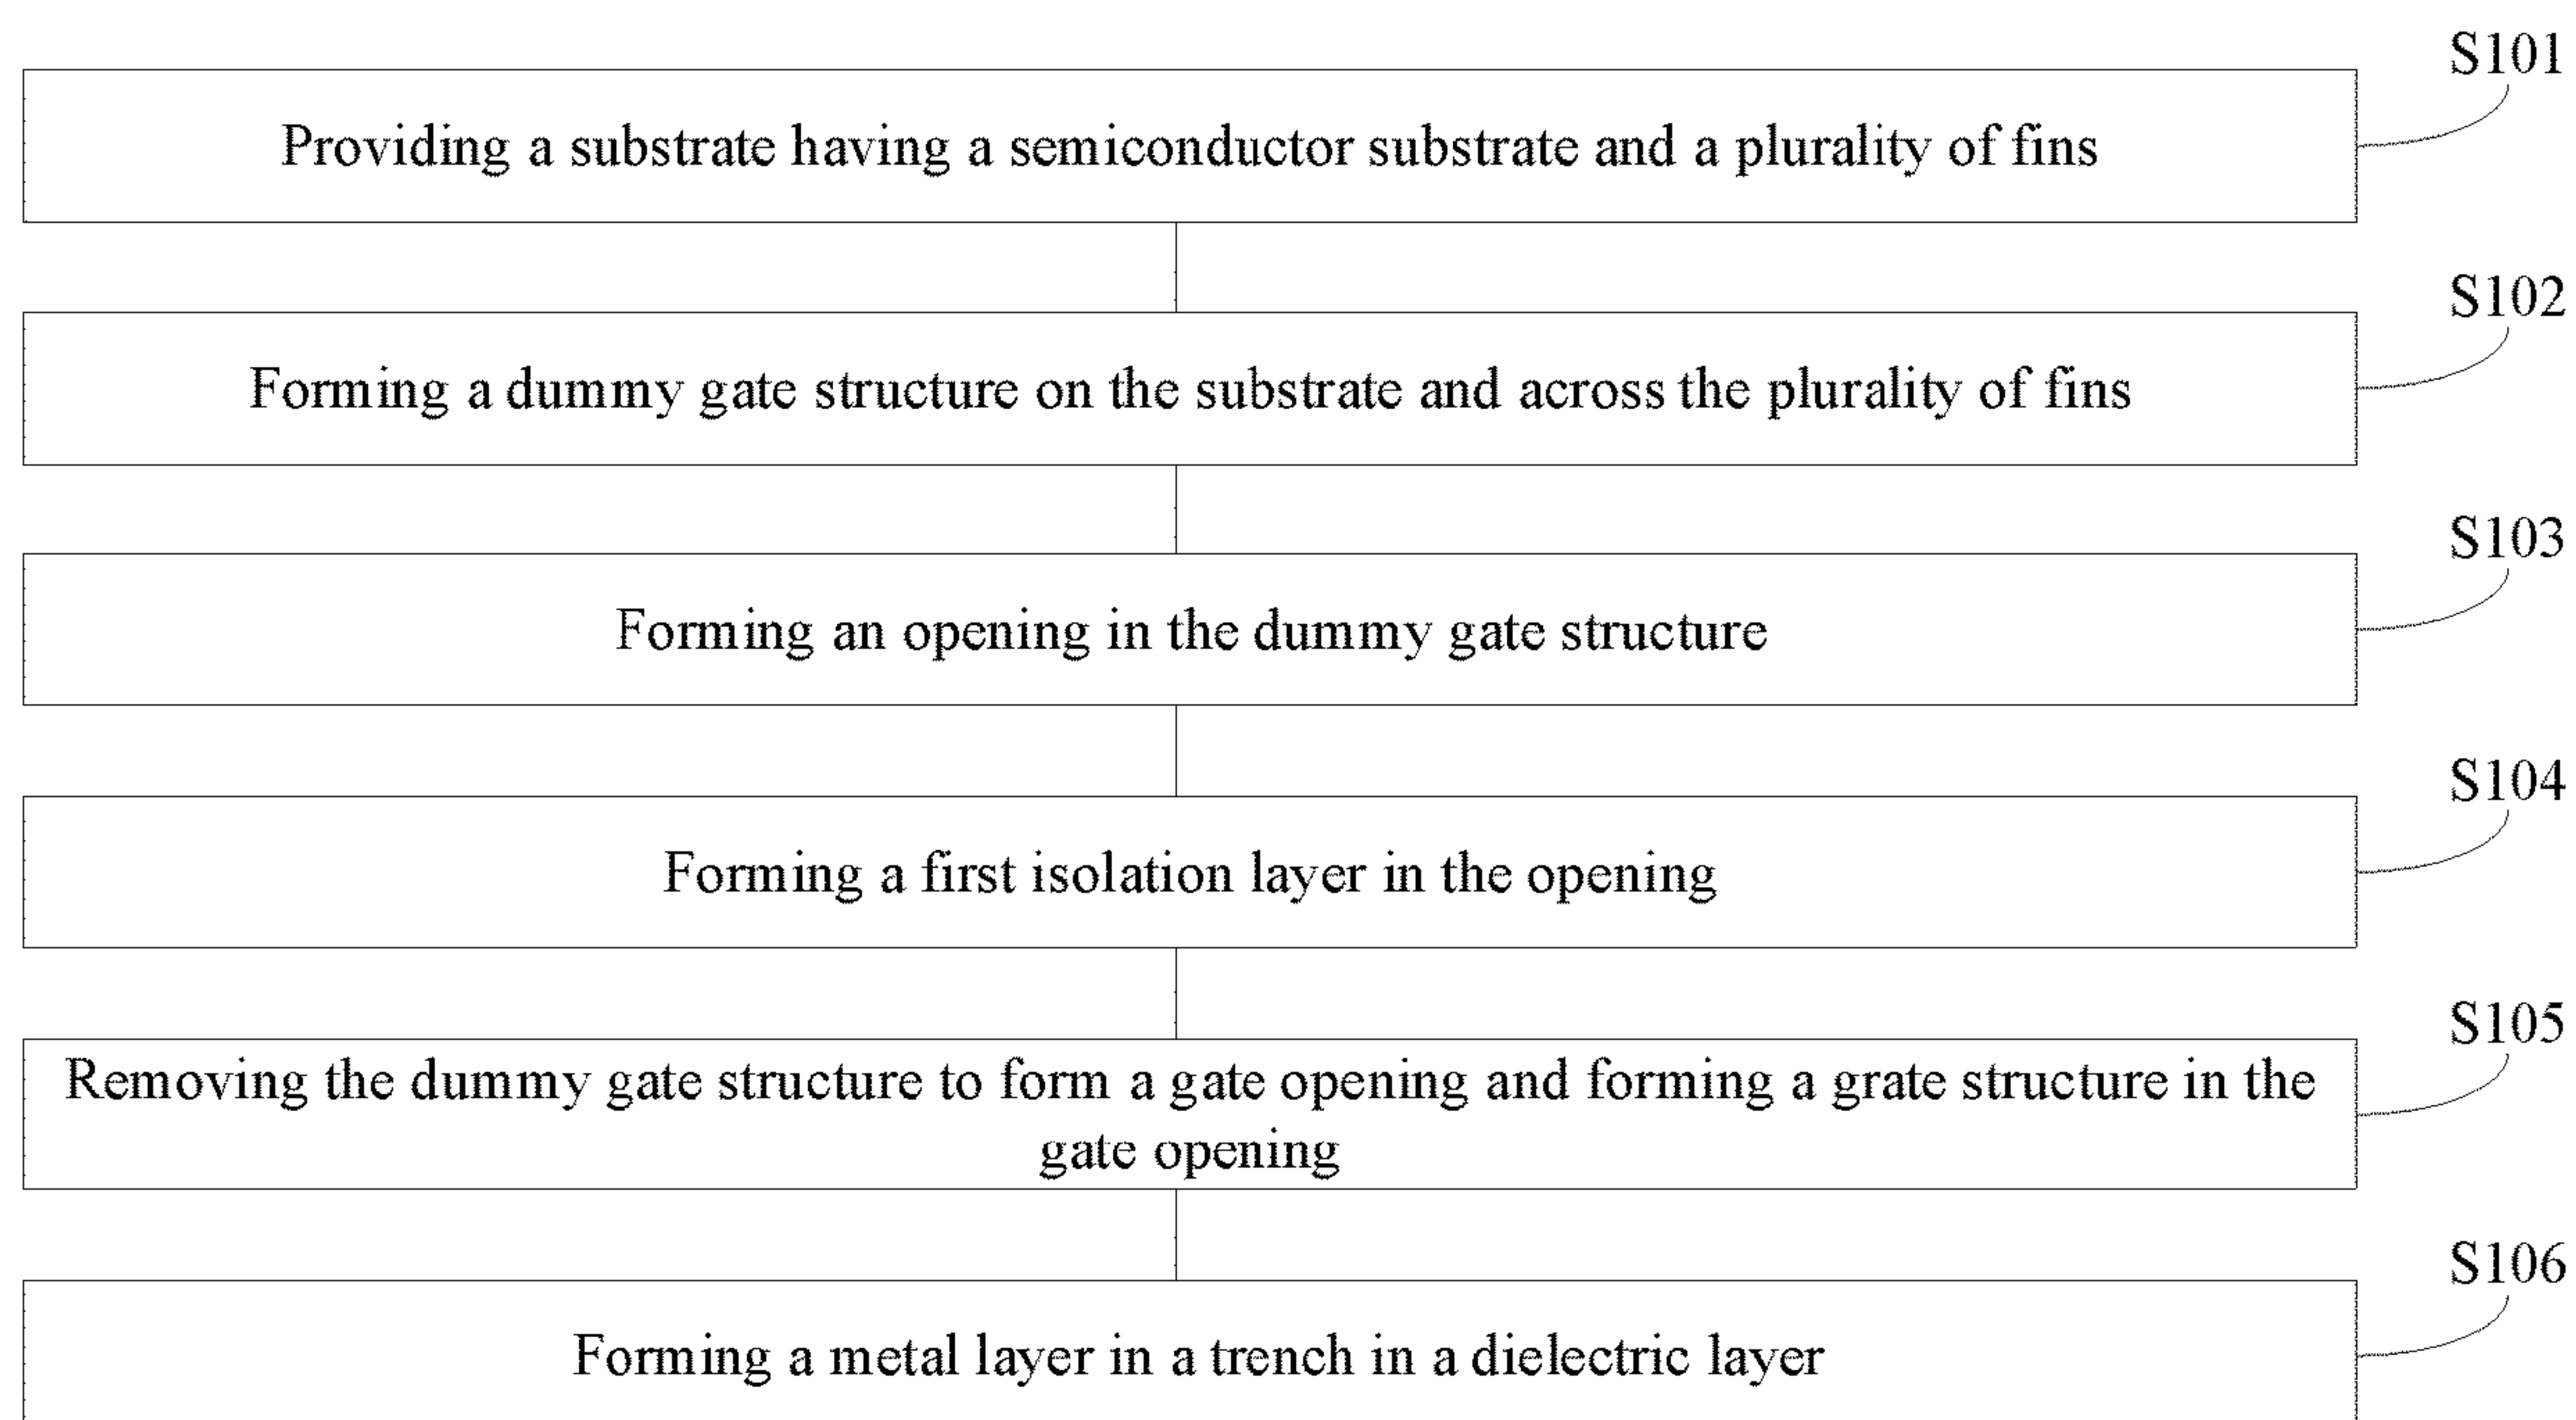 S101
Providing a substrate having a semiconductor substrate and a plurality of fins
S102
Forming a dummy gate structure on the substrate and across the plurality of fins
S103
Forming an opening in the dummy gate structure
S104
Forming a first isolation layer in the opening
S105
Removing the dummy gate structure to form a gate opening and forming a grate structure in the
gate opening
S106
Forming a metal layer in a trench in a dielectric layer